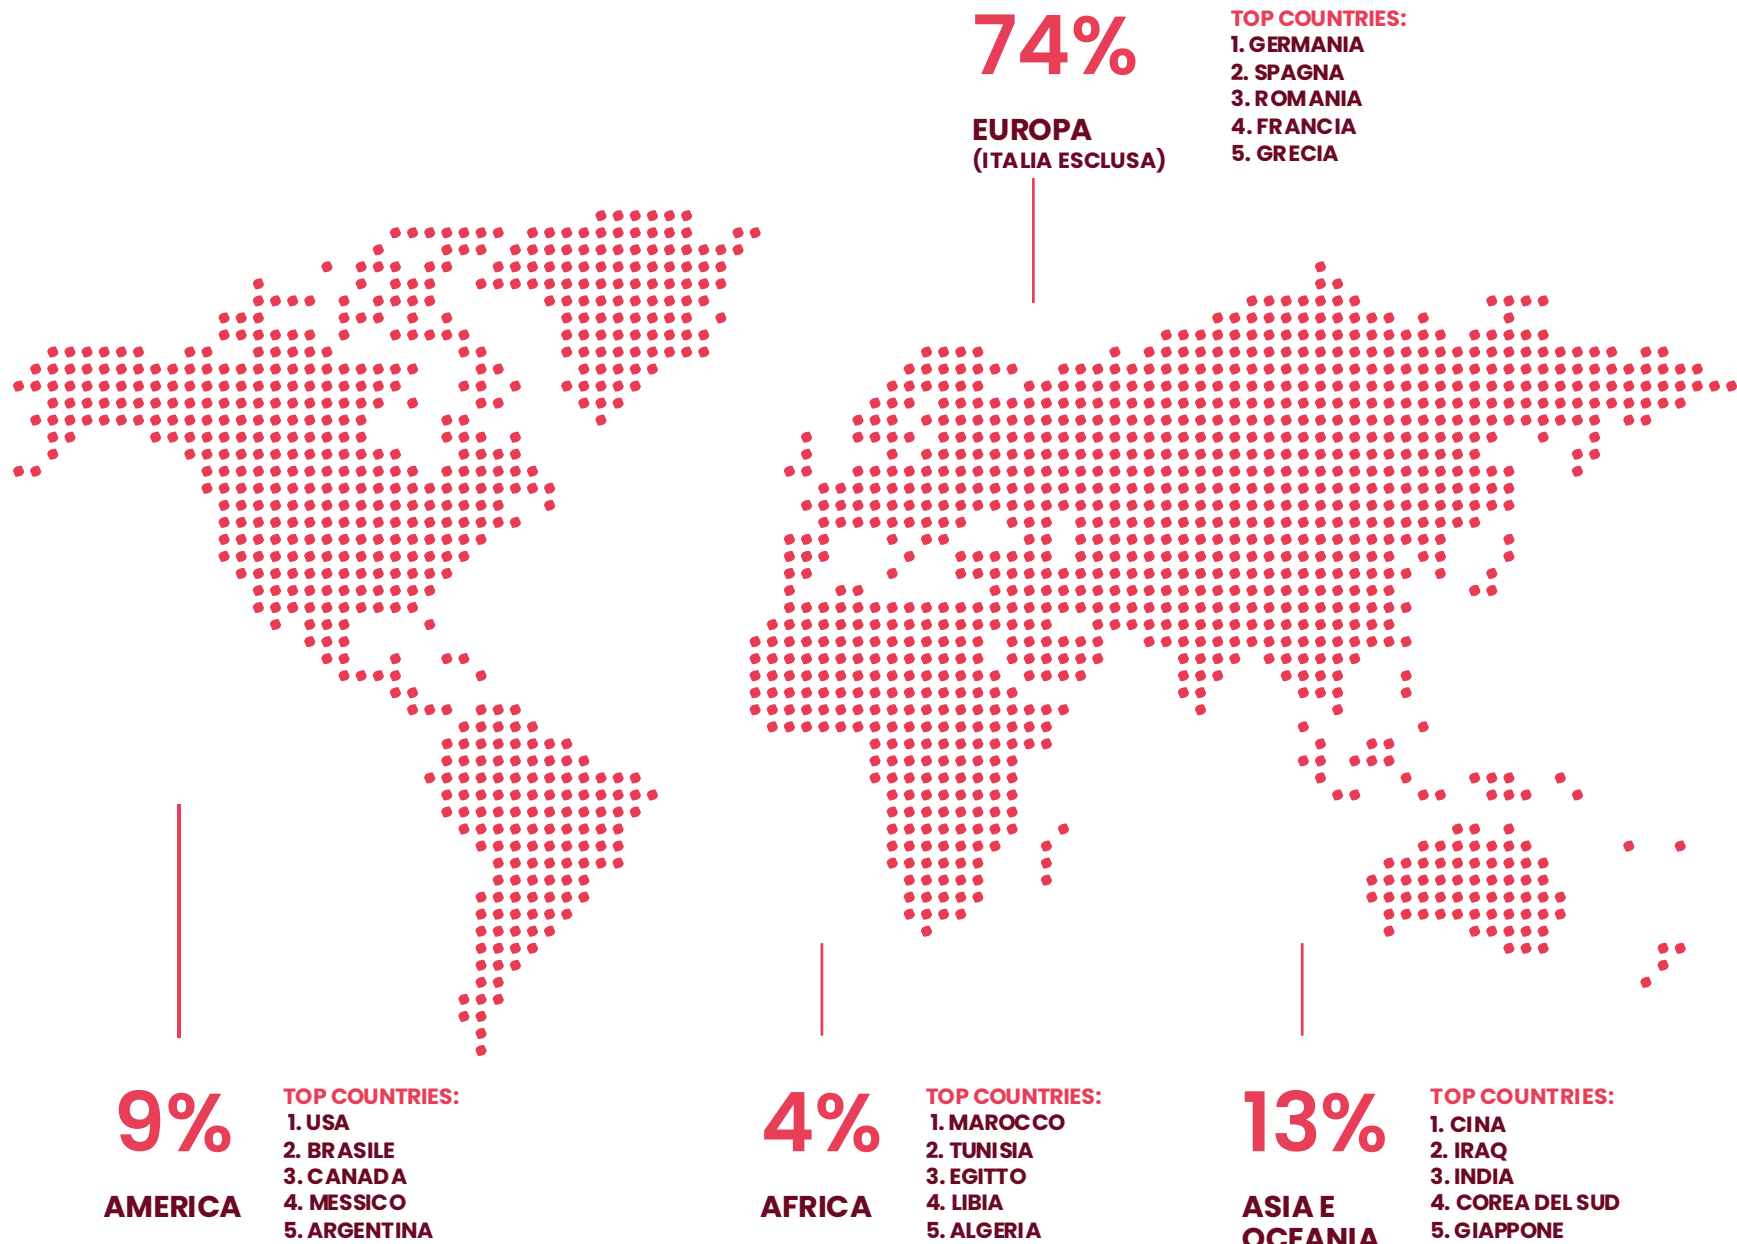 74%
EUROPA
(ITALIA ESCLUSA)
TOP COUNTRIES:
1. GERMANIA
2. SPAGNA
3. ROMANIA
4. FRANCIA
5. GRECIA
9%
AMERICA
TOP COUNTRIES:
1. USA
2. BRASILE
3. CANADA
4. MESSICO
5. ARGENTINA
4%
AFRICA
TOP COUNTRIES:
1. MAROCCO
2. TUNISIA
3. EGITTO
4. LIBIA
5. ALGERIA
13%
ASIA E
OCEANIA
TOP COUNTRIES:
1. CINA
2. IRAQ
3. INDIA
4. COREA DEL SUD
5. GIAPPONE